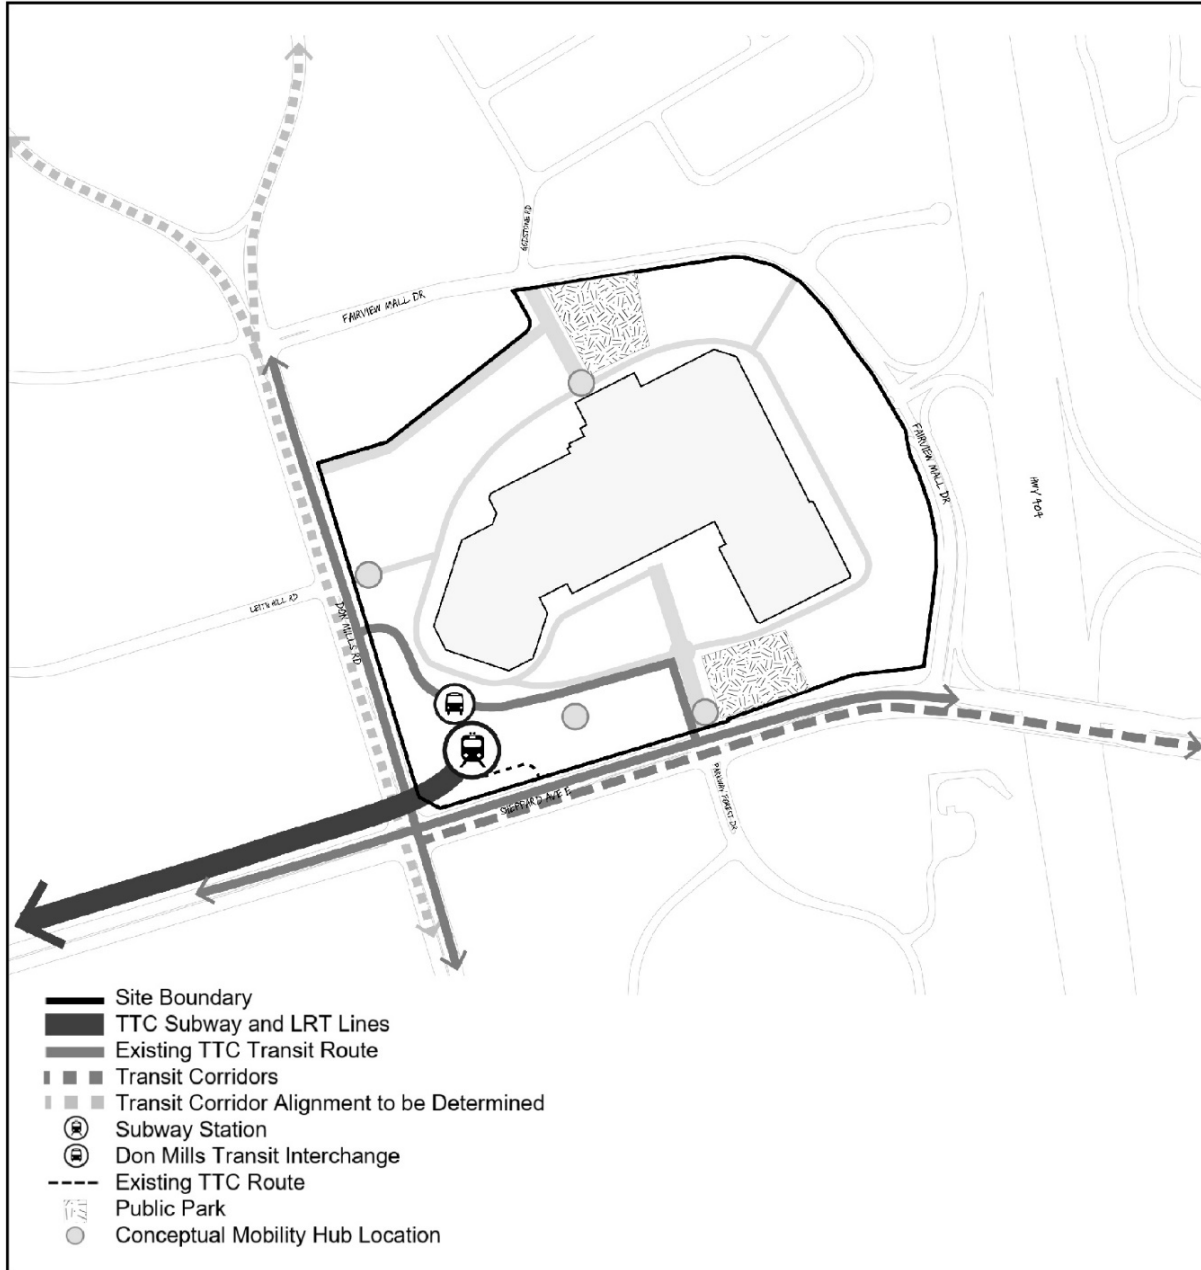 GODSTONE RD
FAIRVIEW MALL DR
FAIRVIEW MALL DR
HWY 404
LEITH HILL RD
DON MILLS RD
SHEPPARD AVE E
PARKWAY FOREST DR
Site Boundary
TTC Subway and LRT Lines
Existing TTC Transit Route
Transit Corridors
Transit Corridor Alignment to be Determined
Subway Station
Don Mills Transit Interchange
Existing TTC Route
Public Park
Conceptual Mobility Hub Location